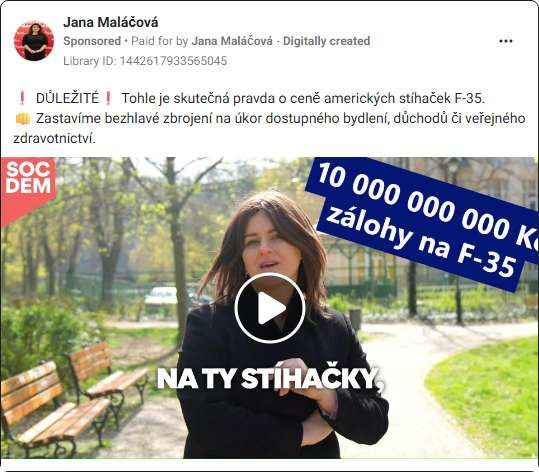 Jana Maláčová
Sponsored • Paid for by Jana Maláčová · Digitally created
Library ID: 1442617933565045
❗ DŮLEŽITÉ❗ Tohle je skutečná pravda o ceně amerických stíhaček F-35.
👊 Zastavíme bezhlavé zbrojení na úkor dostupného bydlení, důchodů či veřejného
zdravotnictví.
SOC
DEM
10 000 000 000 Kč
zálohy na F-35
NA TY STÍHAČKY,